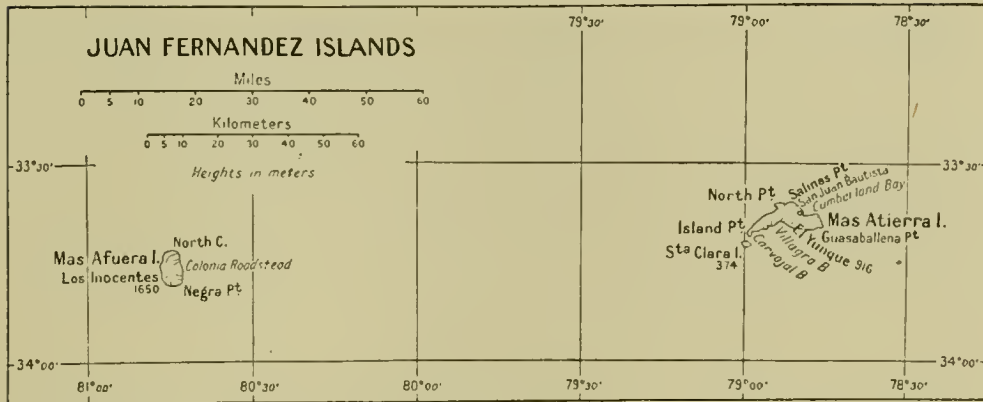 79°30'
79°00'
78°30'
JUAN FERNANDEZ ISLANDS
Miles
0 5 10 20 30 40 50 60
Kilometers
0 5 10 20 30 40 50 60
Heights in meters
33°30'
33°30'
North Pt.
Salinas Pt
San Juan Bautista
Cumberland Bay
Mas Atierra I.
Island Pt.
Guasaballena Pt
El Yunque 916
Villagra B
Carvajal B
Sta Clara I.
374
North C.
Mas Afuera I.
Colonia Roadstead
Los Inocentes
1650
Negra Pt.
34°00'
34°00'
81°00'
80°30'
79°30'
79°00'
78°30'